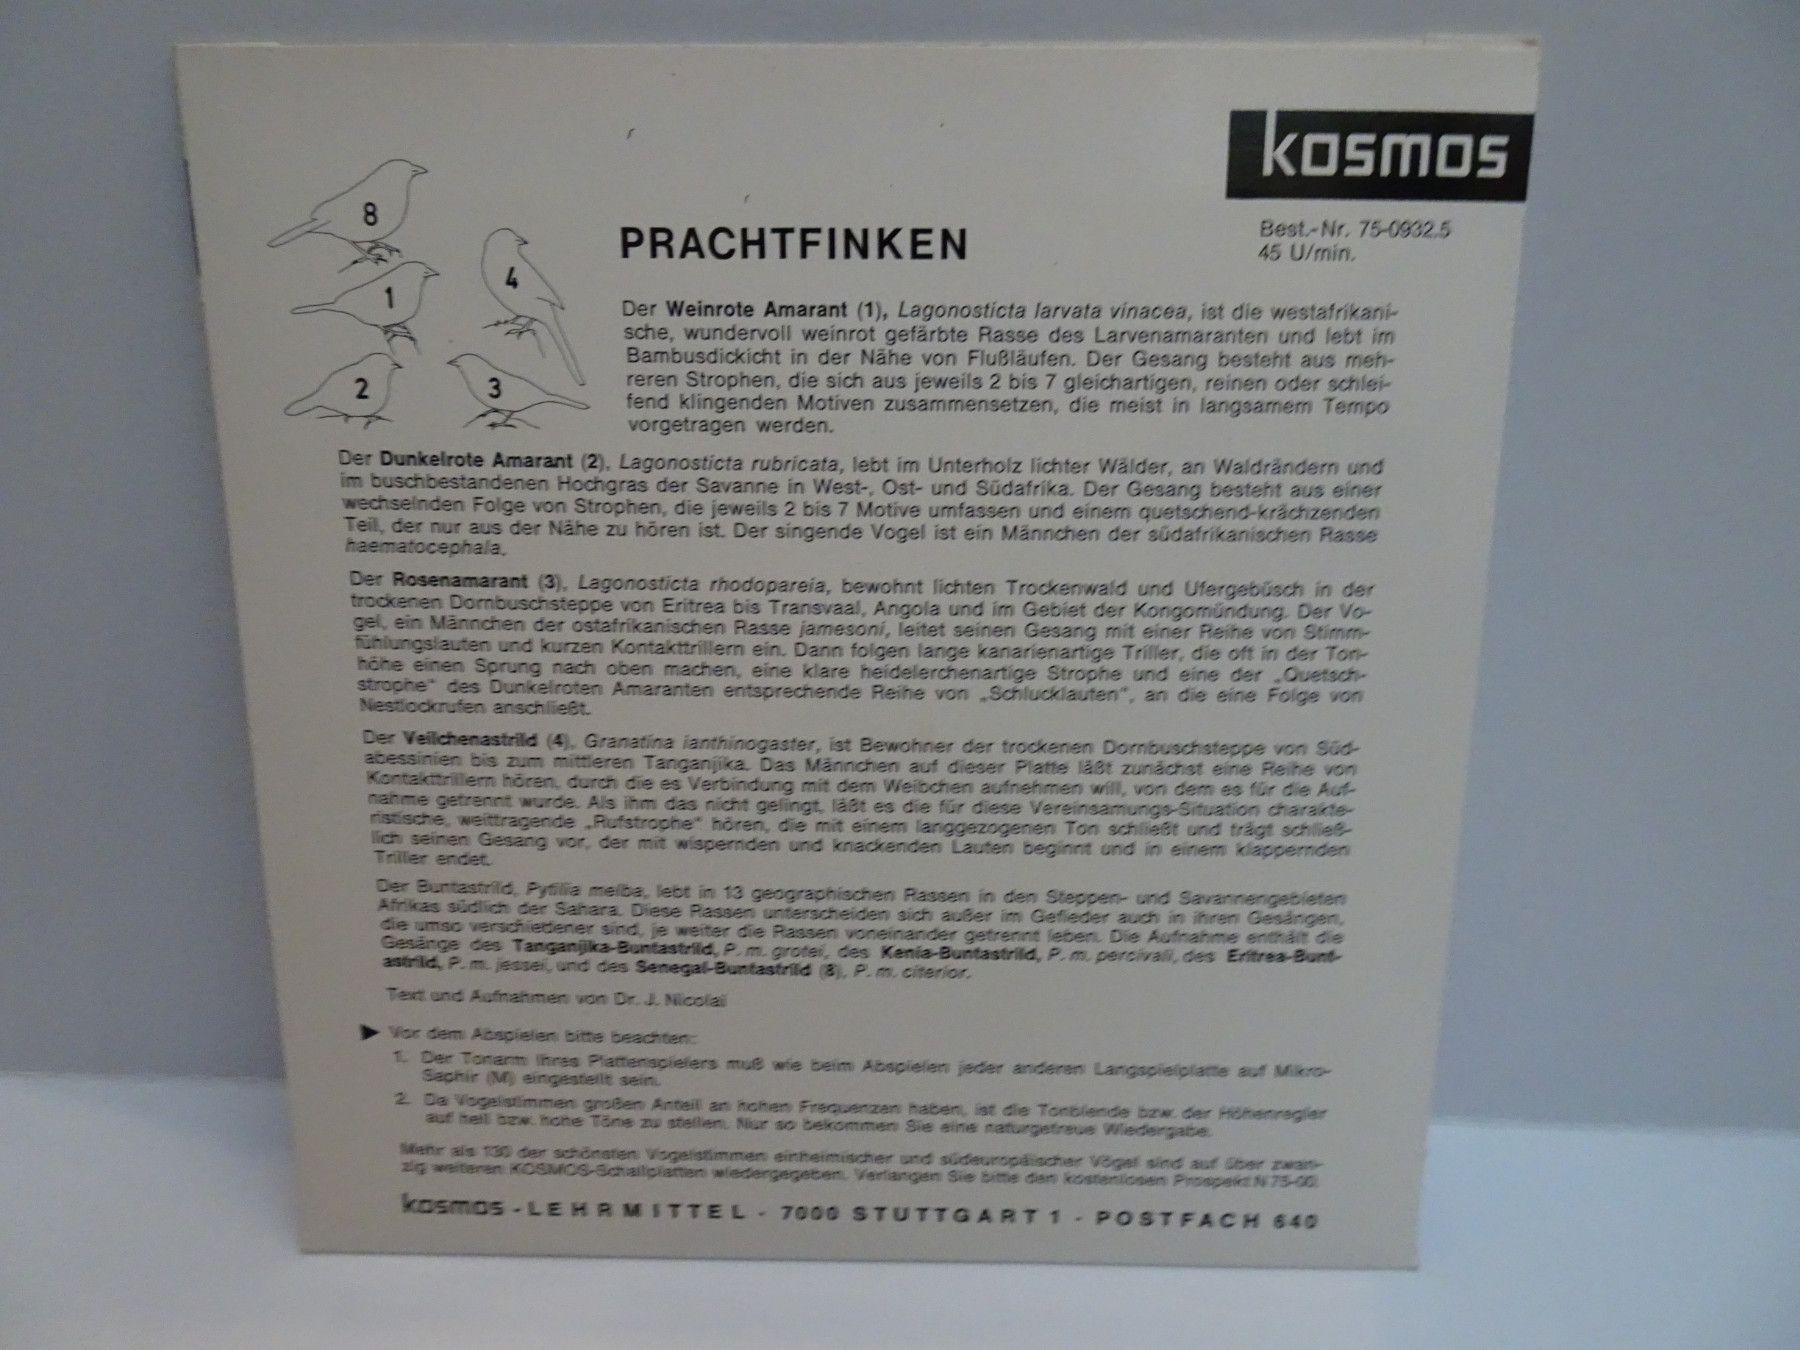 kosmos
Best.-Nr. 75-0932.5
45 U/min.
8
4
1
2
3
PRACHTFINKEN
Der Weinrote Amarant (1), Lagonosticta larvata vinacea, ist die westafrikani-
sche, wundervoll weinrot gefärbte Rasse des Larvenamaranten und lebt im
Bambusdickicht in der Nähe von Flußläufen. Der Gesang besteht aus meh-
reren Strophen, die sich aus jeweils 2 bis 7 gleichartigen, reinen oder schlei-
fend klingenden Motiven zusammensetzen, die meist in langsamem Tempo
vorgetragen werden.
Der Dunkelrote Amarant (2), Lagonosticta rubricata, lebt im Unterholz lichter Wälder, an Waldrändern und
im buschbestandenen Hochgras der Savanne in West-, Ost- und Südafrika. Der Gesang besteht aus einer
wechselnden Folge von Strophen, die jeweils 2 bis 7 Motive umfassen und einem quetschend-krächzenden
Teil, der nur aus der Nähe zu hören ist. Der singende Vogel ist ein Männchen der südafrikanischen Rasse
haematocephala.
Der Rosenamarant (3), Lagonosticta rhodopareia, bewohnt lichten Trockenwald und Ufergebüsch in der
trockenen Dornbuschsteppe von Eritrea bis Transvaal, Angola und im Gebiet der Kongomündung. Der Vo-
gel, ein Männchen der ostafrikanischen Rasse jamesoni, leitet seinen Gesang mit einer Reihe von Stimm-
fühlungslauten und kurzen Kontakttrillern ein. Dann folgen lange kanarienartige Triller, die oft in der Ton-
höhe einen Sprung nach oben machen, eine klare heidelerchenartige Strophe und eine der „Quetsch-
strophe“ des Dunkelroten Amaranten entsprechende Reihe von „Schlucklauten“, an die eine Folge von
Nestlockrufen anschließt.
Der Veilchenastrild (4), Granatina ianthinogaster, ist Bewohner der trockenen Dornbuschsteppe von Süd-
abessinien bis zum mittleren Tanganjika. Das Männchen auf dieser Platte läßt zunächst eine Reihe von
Kontakttrillern hören, durch die es Verbindung mit dem Weibchen aufnehmen will, von dem es für die Auf-
nahme getrennt wurde. Als ihm das nicht gelingt, läßt es die für diese Vereinsamungs-Situation charakte-
ristische, weittragende „Rufstrophe“ hören, die mit einem langgezogenen Ton schließt und trägt schließ-
lich seinen Gesang vor, der mit wispernden und knackenden Lauten beginnt und in einem klappernden
Triller endet.
Der Buntastrild, Pytilia melba, lebt in 13 geographischen Rassen in den Steppen- und Savannengebieten
Afrikas südlich der Sahara. Diese Rassen unterscheiden sich außer im Gefieder auch in ihren Gesängen,
die umso verschiedener sind, je weiter die Rassen voneinander getrennt leben. Die Aufnahme enthält die
Gesänge des Tanganjika-Buntastrild, P. m. grotei, des Kenia-Buntastrild, P. m. percivali, des Eritrea-Bunt-
astrild, P. m. jessei, und des Senegal-Buntastrild (8), P. m. citerior.
Text und Aufnahmen von Dr. J. Nicolai
Vor dem Abspielen bitte beachten:
1. Der Tonarm Ihres Plattenspielers muß wie beim Abspielen jeder anderen Langspielplatte auf Mikro-
Saphir (M) eingestellt sein.
2. Da Vogelstimmen großen Anteil an hohen Frequenzen haben, ist die Tonblende bzw. der Höhenregler
auf hell bzw. hohe Töne zu stellen. Nur so bekommen Sie eine naturgetreue Wiedergabe.
Mehr als 130 der schönsten Vogelstimmen einheimischer und südeuropäischer Vögel sind auf über zwan-
zig weiteren KOSMOS-Schallplatten wiedergegeben. Verlangen Sie bitte den kostenlosen Prospekt N 75-00.
kosmos - LEHRMITTEL - 7000 STUTTGART 1 - POSTFACH 640